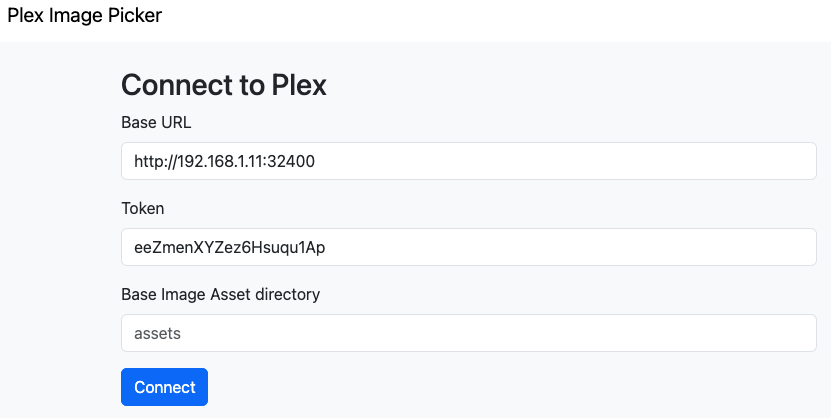 Plex Image Picker
Connect to Plex
Base URL
http://192.168.1.11:32400
Token
eeZmenXYZez6Hsuqu1Ap
Base Image Asset directory
assets
Connect